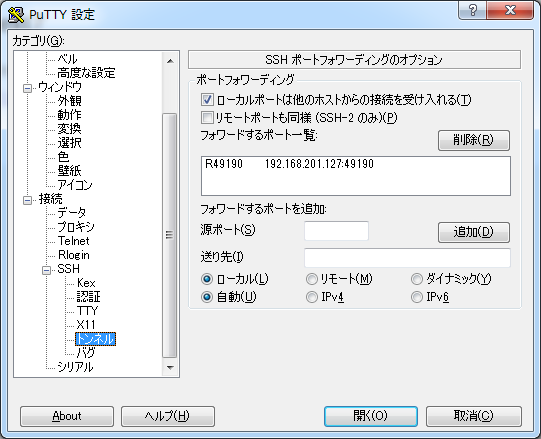 PuTTY 設定
カテゴリ(G):
ベル
高度な設定
ウィンドウ
外観
動作
変換
選択
色
壁紙
アイコン
接続
データ
プロキシ
Telnet
Rlogin
SSH
Kex
認証
TTY
X11
トンネル
バグ
シリアル
SSH ポートフォワーディングのオプション
ポートフォワーディング
ローカルポートは他のホストからの接続を受け入れる(T)
リモートポートも同様 (SSH-2 のみ)(P)
フォワードするポート一覧:
削除(R)
R49190 192.168.201.127:49190
フォワードするポートを追加:
源ポート(S)
追加(D)
送り先(I)
ローカル(L)
リモート(M)
ダイナミック(Y)
自動(U)
IPv4
IPv6
About
ヘルプ(H)
開く(O)
取消(C)